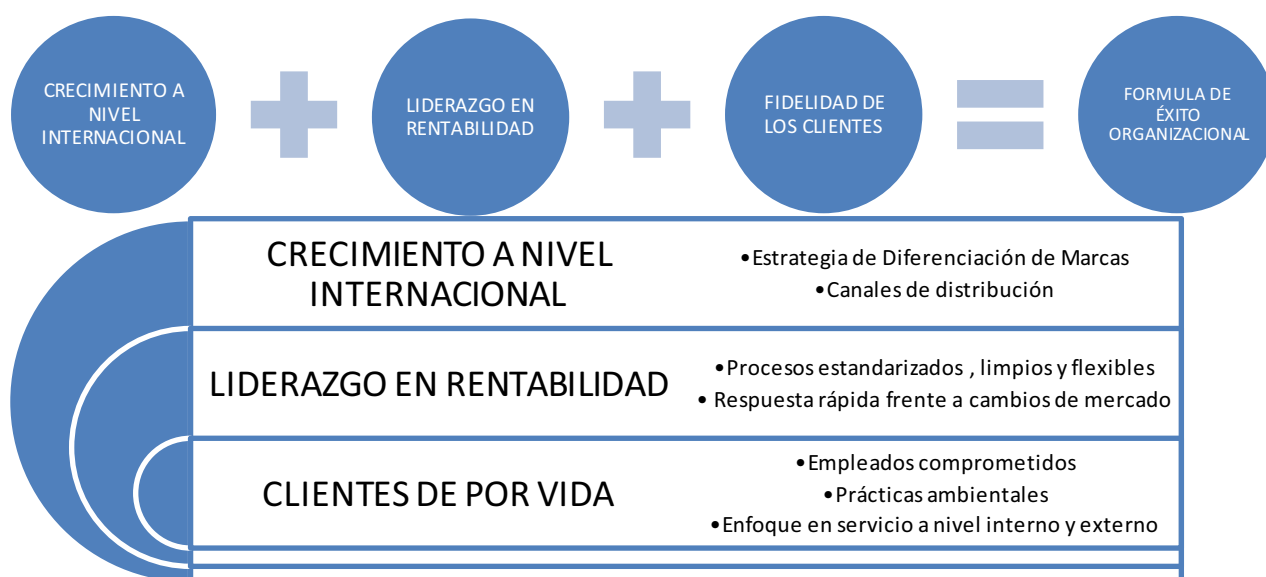 CRECIMIENTO A
NIVEL
INTERNACIONAL
LIDERAZGO EN
RENTABILIDAD
FIDELIDAD DE
LOS CLIENTES
FORMULA DE
ÉXITO
ORGANIZACIONAL
CRECIMIENTO A NIVEL
INTERNACIONAL
•Estrategia de Diferenciación de Marcas
•Canales de distribución
LIDERAZGO EN RENTABILIDAD
•Procesos estandarizados , limpios y flexibles
• Respuesta rápida frente a cambios de mercado
CLIENTES DE POR VIDA
•Empleados comprometidos
•Prácticas ambientales
•Enfoque en servicio a nivel interno y externo